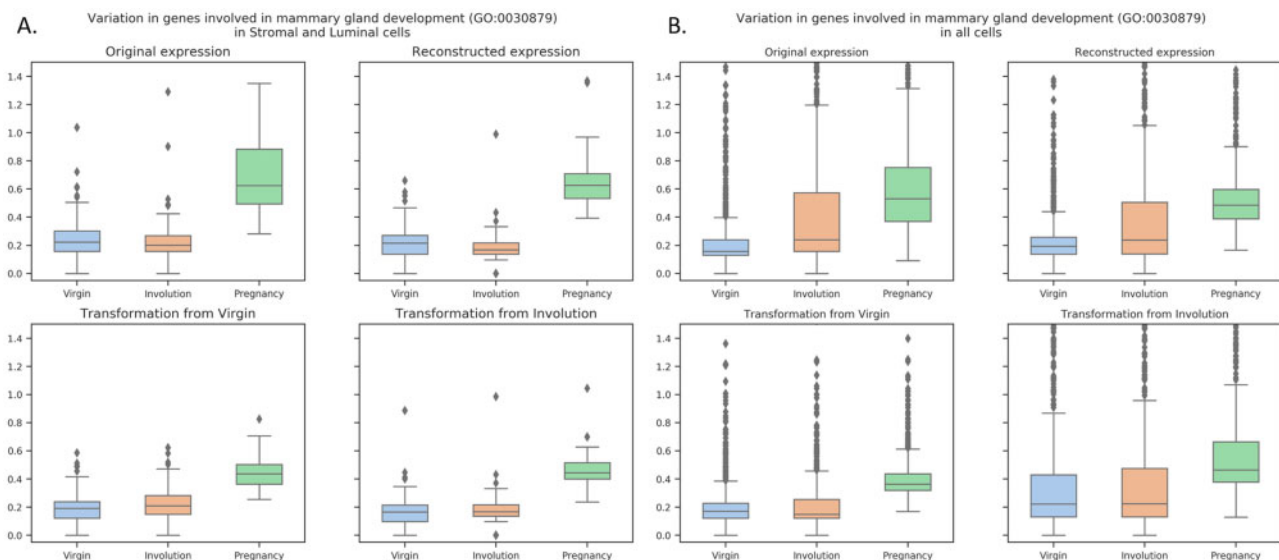 A.
Variation in genes involved in mammary gland development (GO:0030879)
in Stromal and Luminal cells
Original expression
Reconstructed expression
1.4
1.2
1.0
0.8
0.6
0.4
0.2
0.0
Virgin Involution Pregnancy
Virgin Involution Pregnancy
Transformation from Virgin
Transformation from Involution
1.4
1.2
1.0
0.8
0.6
0.4
0.2
0.0
Virgin Involution Pregnancy
Virgin Involution Pregnancy
B.
Variation in genes involved in mammary gland development (GO:0030879)
in all cells
Original expression
Reconstructed expression
1.4
1.2
1.0
0.8
0.6
0.4
0.2
0.0
Virgin Involution Pregnancy
Virgin Involution Pregnancy
Transformation from Virgin
Transformation from Involution
1.4
1.2
1.0
0.8
0.6
0.4
0.2
0.0
Virgin Involution Pregnancy
Virgin Involution Pregnancy